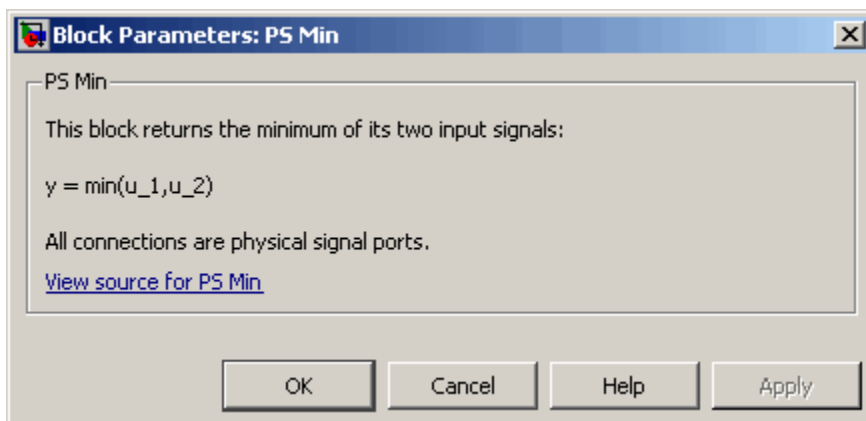 Block Parameters: PS Min
PS Min
This block returns the minimum of its two input signals:
y = min(u_1,u_2)
All connections are physical signal ports.
View source for PS Min
OK Cancel Help Apply